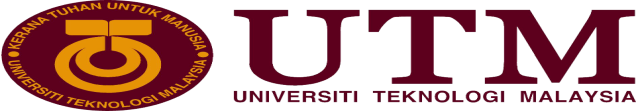 KERANA TUHAN UNTUK MANUSIA
UNIVERSITI TEKNOLOGI MALAYSIA
UTM
UNIVERSITI TEKNOLOGI MALAYSIA